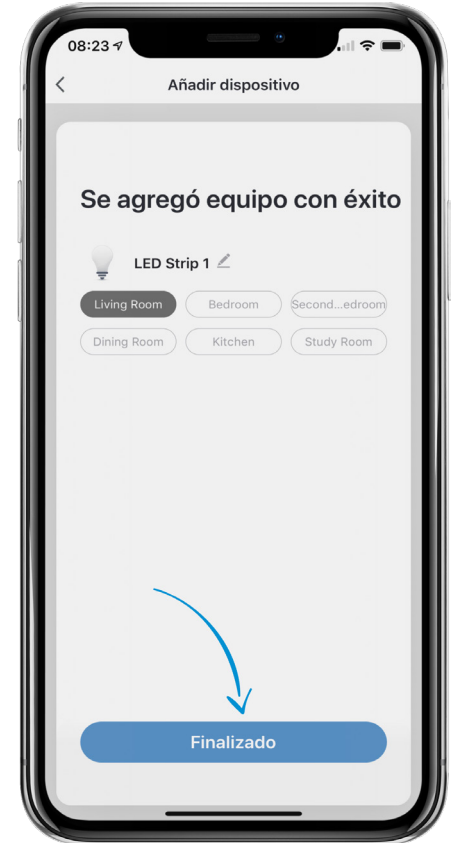 08:23
Añadir dispositivo
Se agregó equipo con éxito
LED Strip 1
Living Room
Bedroom
Second...edroom
Dining Room
Kitchen
Study Room
Finalizado